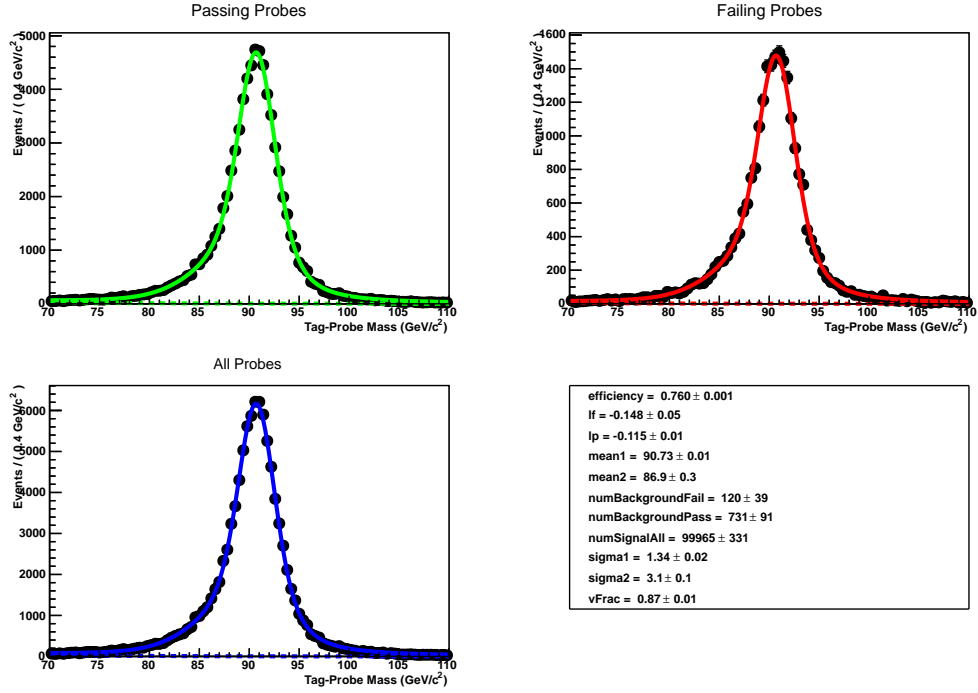 Passing Probes
Events / ( 0.4 GeV/c² )
5000
4000
3000
2000
1000
0
70 75 80 85 90 95 100 105 110
Tag-Probe Mass (GeV/c²)
Failing Probes
Events / ( 0.4 GeV/c² )
1600
1400
1200
1000
800
600
400
200
0
70 75 80 85 90 95 100 105 110
Tag-Probe Mass (GeV/c²)
All Probes
Events / ( 0.4 GeV/c² )
6000
5000
4000
3000
2000
1000
0
70 75 80 85 90 95 100 105 110
Tag-Probe Mass (GeV/c²)
efficiency = 0.760 ± 0.001
lf = -0.148 ± 0.05
lp = -0.115 ± 0.01
mean1 = 90.73 ± 0.01
mean2 = 86.9 ± 0.3
numBackgroundFail = 120 ± 39
numBackgroundPass = 731 ± 91
numSignalAll = 99965 ± 331
sigma1 = 1.34 ± 0.02
sigma2 = 3.1 ± 0.1
vFrac = 0.87 ± 0.01